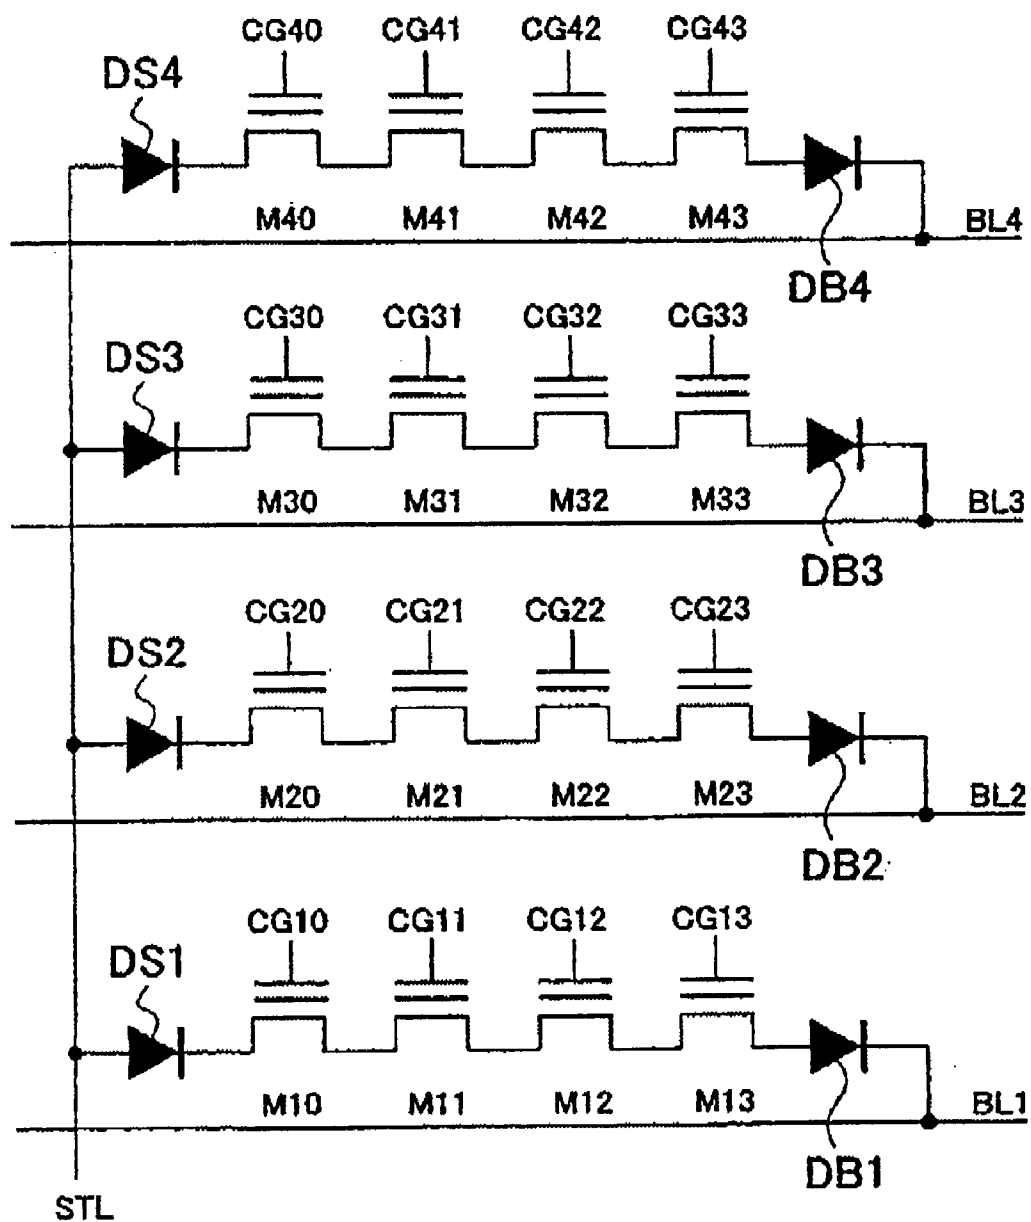 CG40 CG41 CG42 CG43
DS4
M40 M41 M42 M43 BL4
DB4
CG30 CG31 CG32 CG33
DS3
M30 M31 M32 M33 BL3
DB3
CG20 CG21 CG22 CG23
DS2
M20 M21 M22 M23 BL2
DB2
CG10 CG11 CG12 CG13
DS1
M10 M11 M12 M13 BL1
DB1
STL